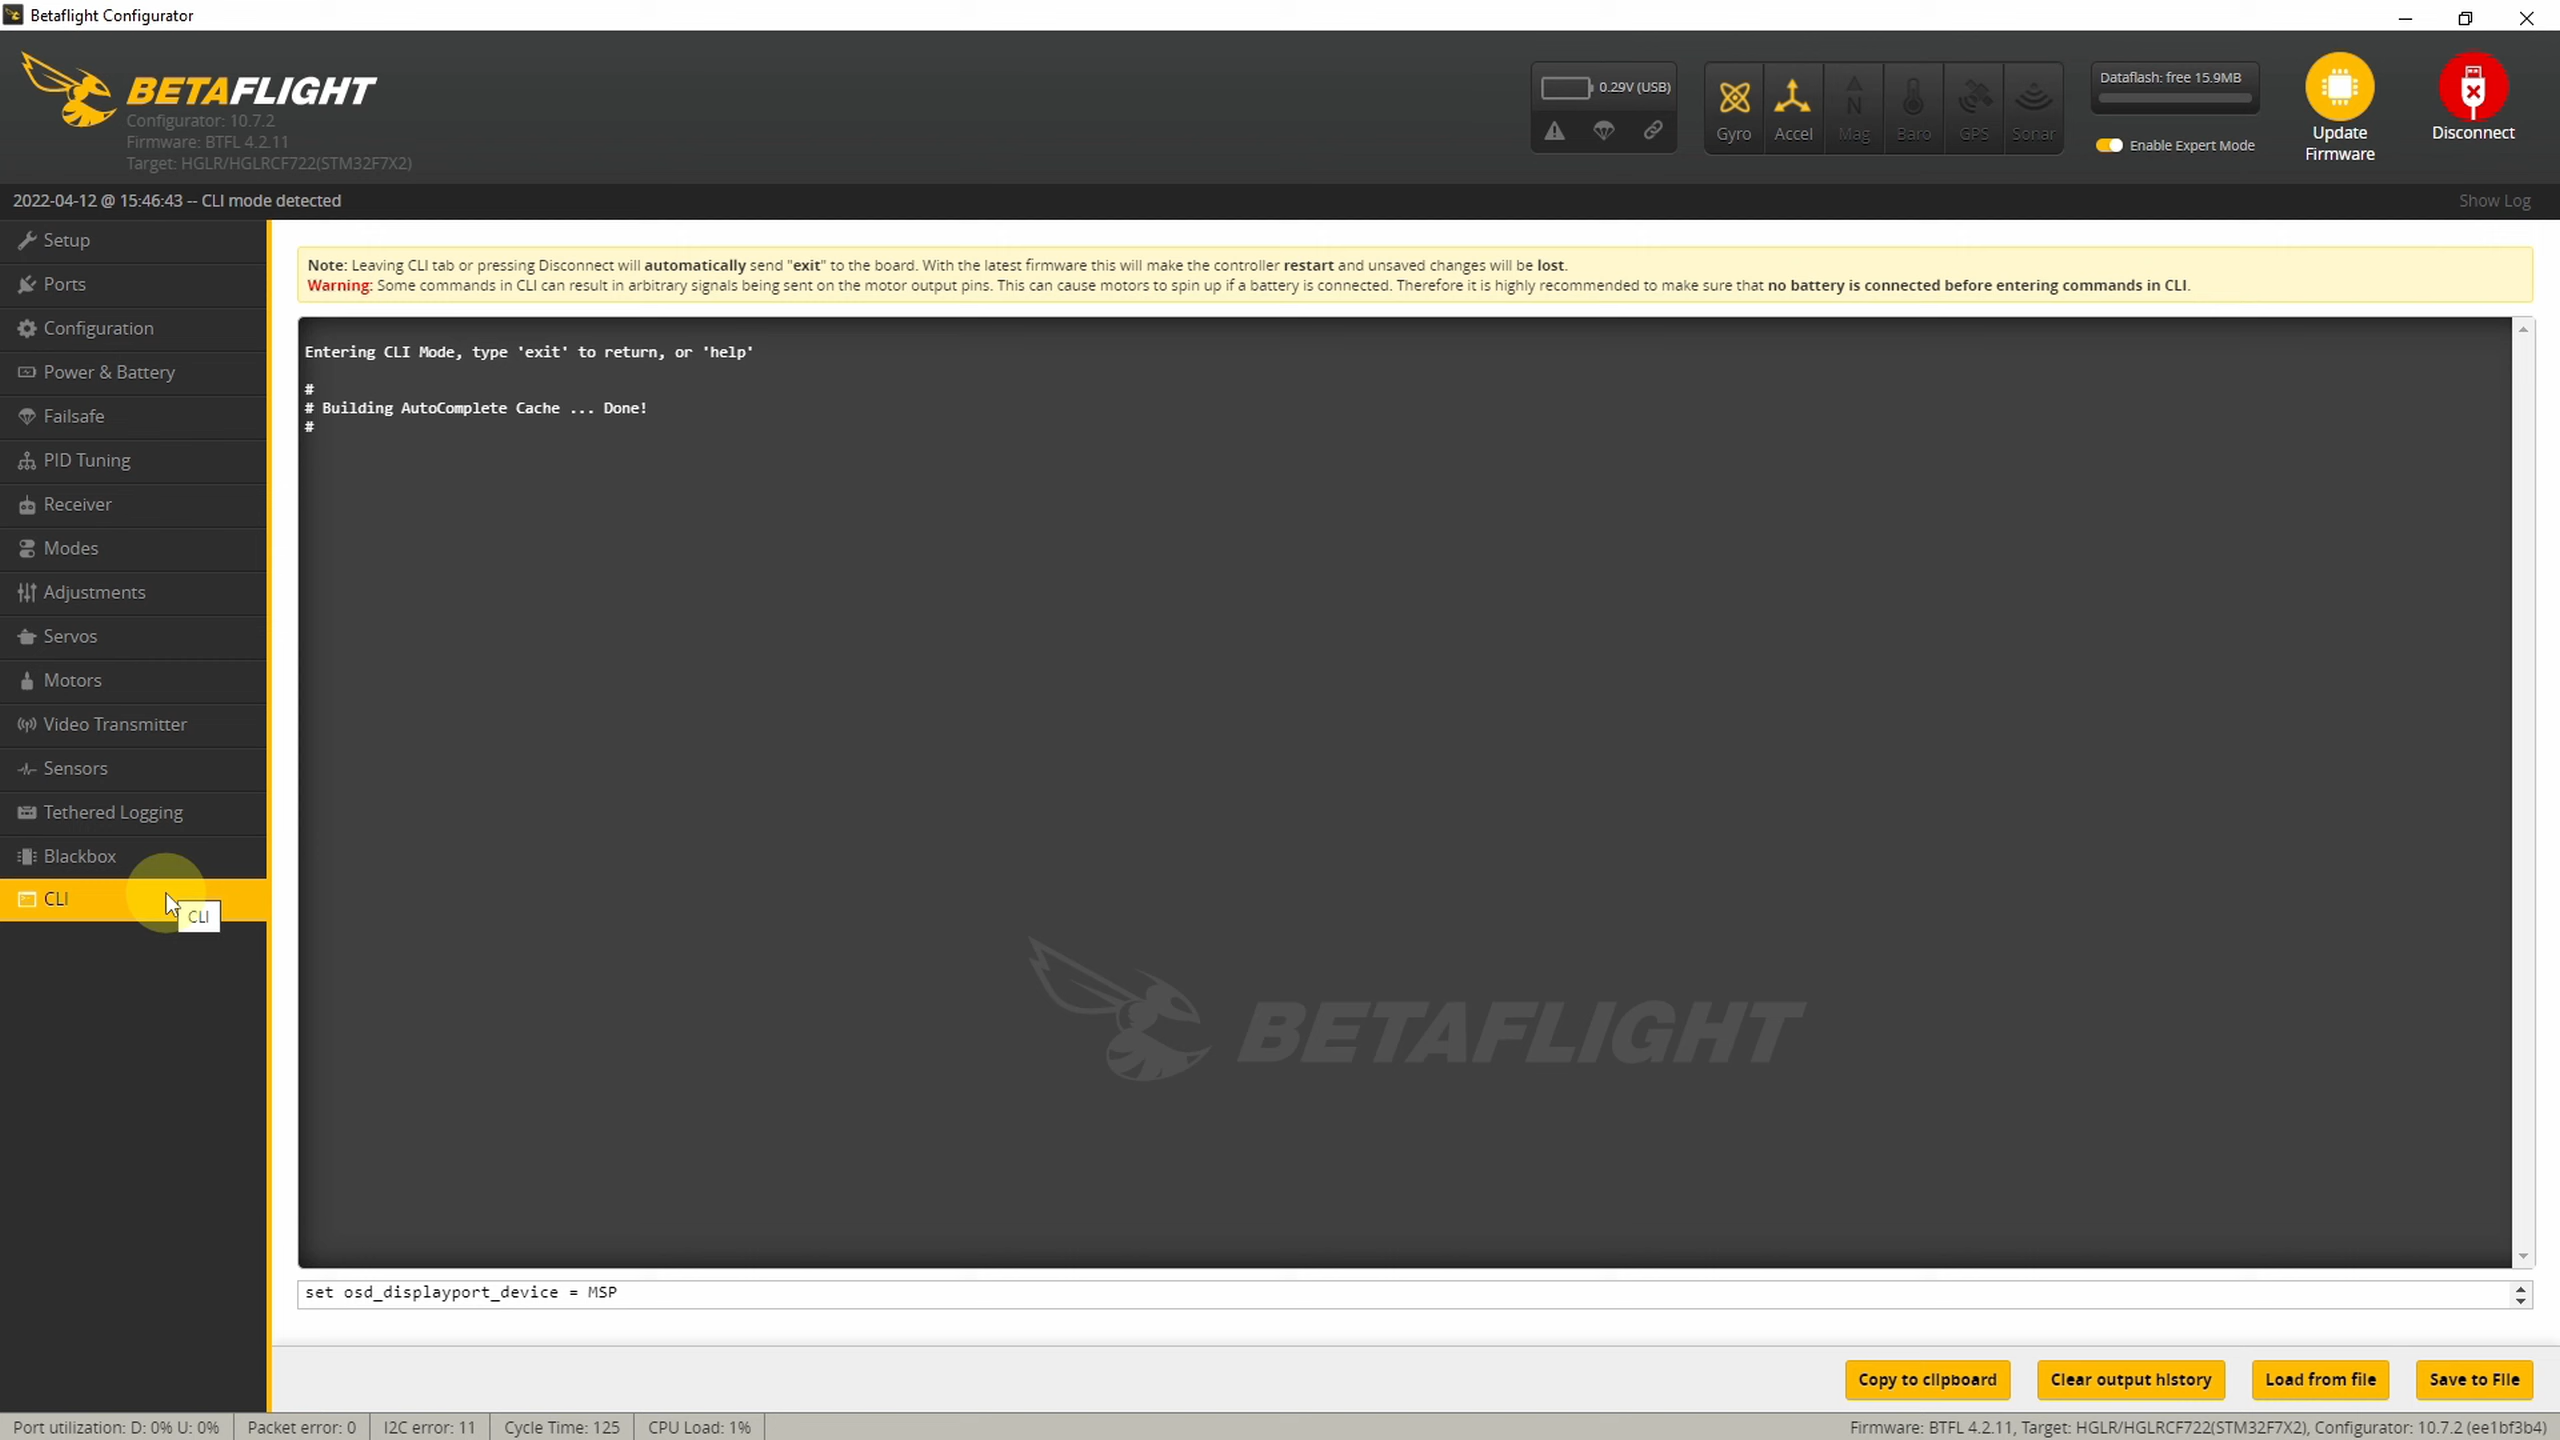 Betaflight Configurator
BETAFLIGHT
Configurator: 10.7.2
Firmware: BTFL 4.2.11
Target: HGLR/HGLRCF722(STM32F7X2)
0.29V (USB)
Gyro Accel Mag Baro GPS Sonar
Dataflash: free 15.9MB
Enable Expert Mode
Update
Firmware
Disconnect
2022-04-12 @ 15:46:43 -- CLI mode detected
Show Log
Setup
Ports
Configuration
Power & Battery
Failsafe
PID Tuning
Receiver
Modes
Adjustments
Servos
Motors
Video Transmitter
Sensors
Tethered Logging
Blackbox
CLI
CLI
Note: Leaving CLI tab or pressing Disconnect will automatically send "exit" to the board. With the latest firmware this will make the controller restart and unsaved changes will be lost.
Warning: Some commands in CLI can result in arbitrary signals being sent on the motor output pins. This can cause motors to spin up if a battery is connected. Therefore it is highly recommended to make sure that no battery is connected before entering commands in CLI.
Entering CLI Mode, type 'exit' to return, or 'help'
#
# Building AutoComplete Cache ... Done!
#
BETAFLIGHT
set osd_displayport_device = MSP
Copy to clipboard
Clear output history
Load from file
Save to File
Port utilization: D: 0% U: 0%
Packet error: 0
I2C error: 11
Cycle Time: 125
CPU Load: 1%
Firmware: BTFL 4.2.11, Target: HGLR/HGLRCF722(STM32F7X2), Configurator: 10.7.2 (ee1bf3b4)